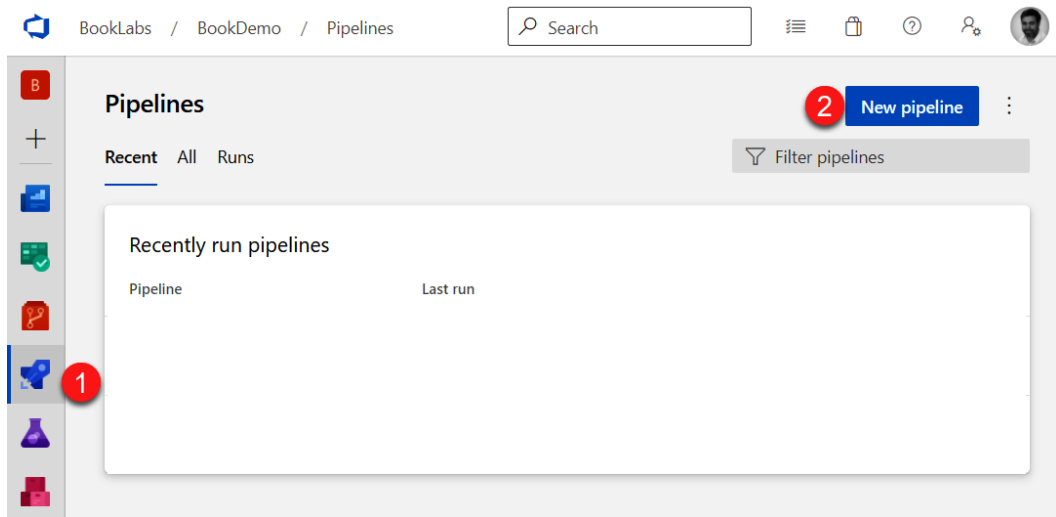 BookLabs / BookDemo / Pipelines Search
B
Pipelines 2 New pipeline
Recent All Runs Filter pipelines
Recently run pipelines
Pipeline Last run
1